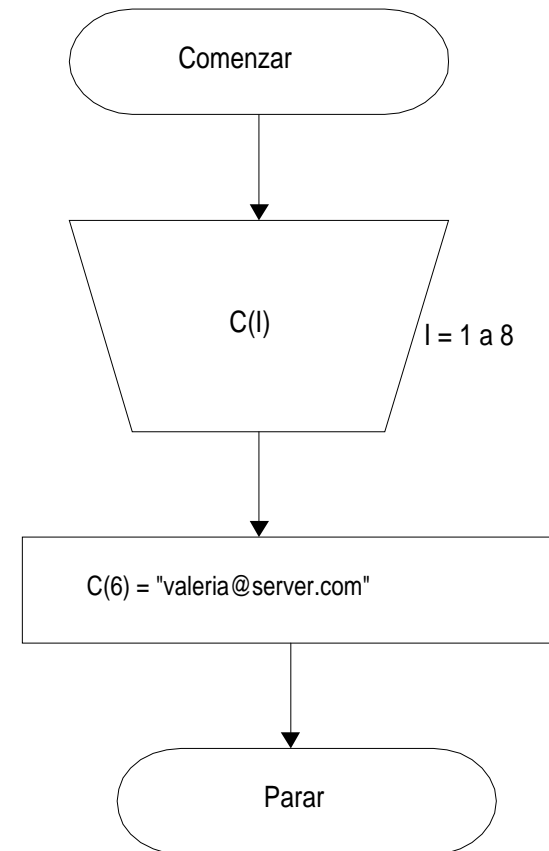 Comenzar
C(I)
I = 1 a 8
C(6) = "valeria@server.com"
Parar